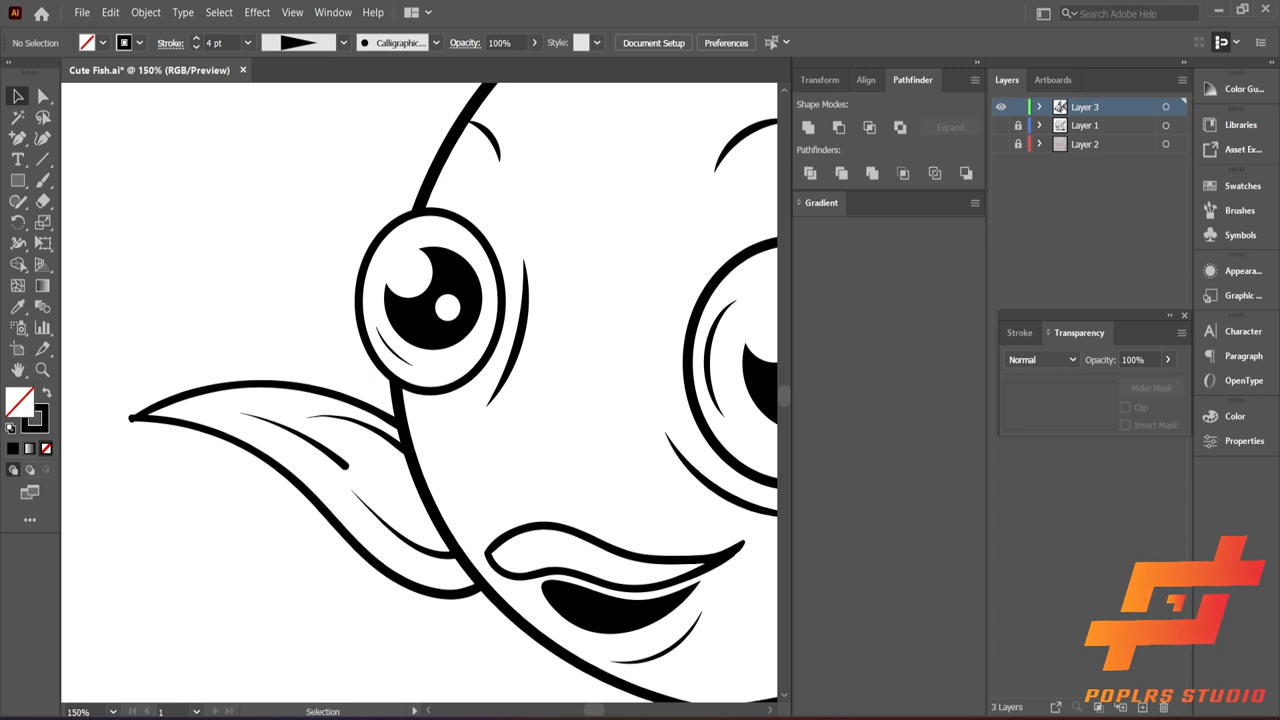 Ai File Edit Object Type Select Effect View Window Help
Search Adobe Help
No Selection Stroke: 4 pt Calligraphic... Opacity: 100% Style: Document Setup Preferences
Cute Fish.ai* @ 150% (RGB/Preview)
Transform Align Pathfinder
Shape Modes:
Expand
Pathfinders:
Gradient
Layers Artboards
Layer 3
Layer 1
Layer 2
Color Gu...
Libraries
Asset Ex...
Swatches
Brushes
Symbols
Appeara...
Graphic ...
Character
Paragraph
OpenType
Color
Properties
Stroke Transparency
Normal Opacity: 100%
Make Mask
Clip
Invert Mask
POPLRS STUDIO
3 Layers
150% 1 Selection